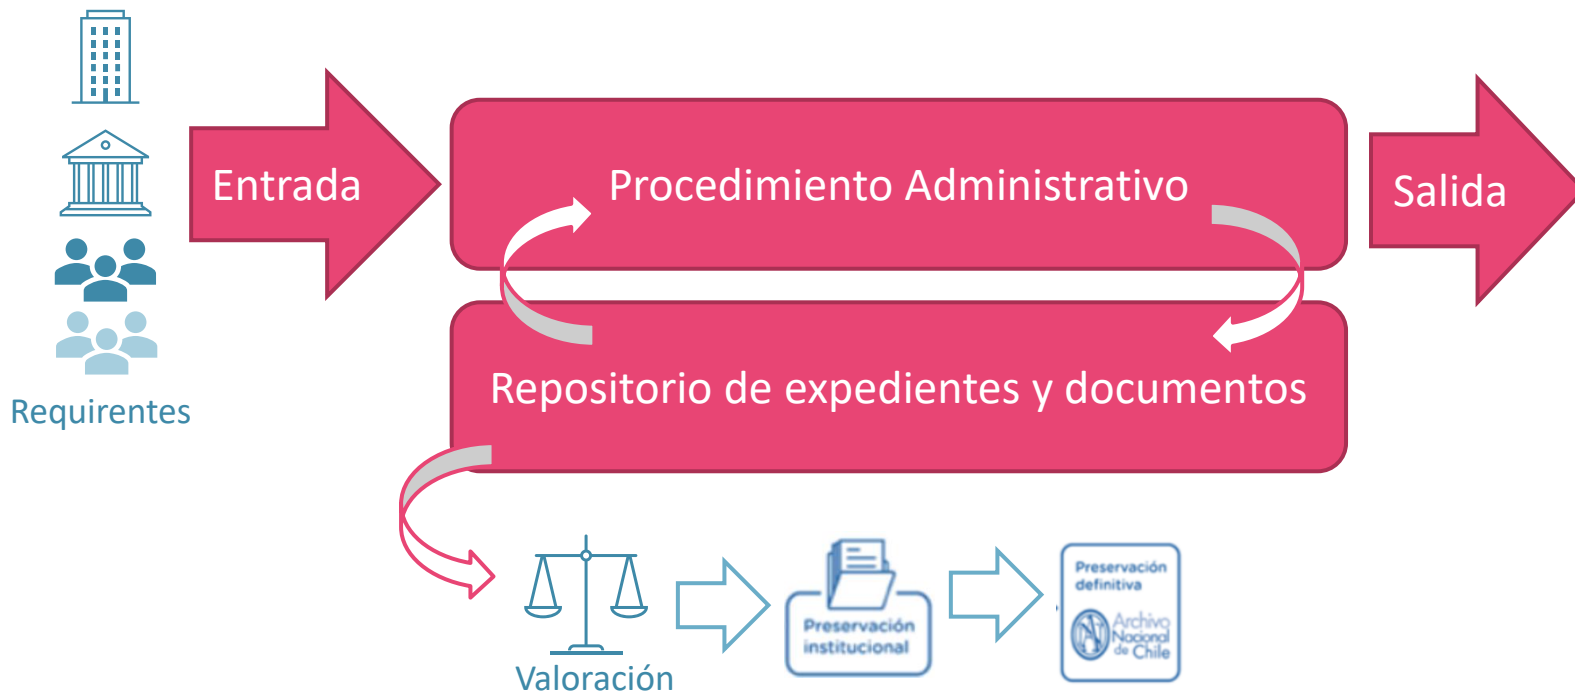 Requirentes
Entrada
Procedimiento Administrativo
Salida
Repositorio de expedientes y documentos
Valoración
Preservación
institucional
Preservación
definitiva
Archivo
Nacional
de Chile